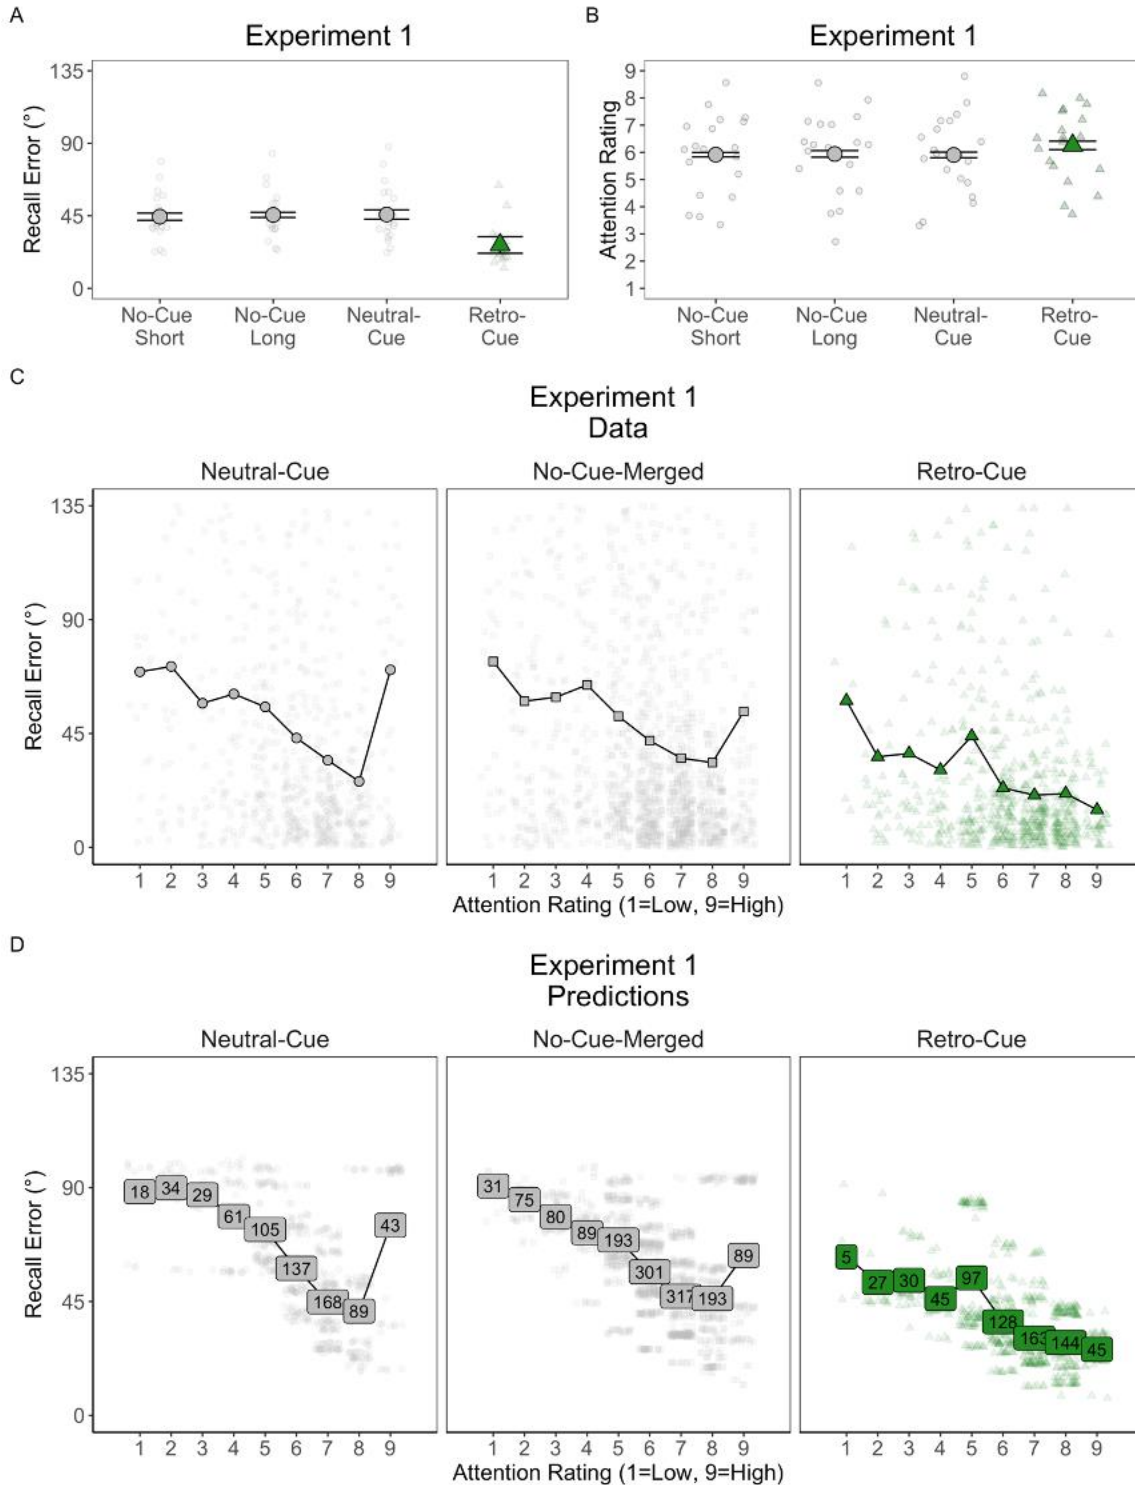 A
B
Experiment 1
Experiment 1
Recall Error (°)
135
90
45
0
No-Cue Short
No-Cue Long
Neutral-Cue
Retro-Cue
Attention Rating
9
8
7
6
5
4
3
2
1
No-Cue Short
No-Cue Long
Neutral-Cue
Retro-Cue
C
Experiment 1
Data
Neutral-Cue
No-Cue-Merged
Retro-Cue
Recall Error (°)
135
90
45
0
1 2 3 4 5 6 7 8 9
1 2 3 4 5 6 7 8 9
1 2 3 4 5 6 7 8 9
Attention Rating (1=Low, 9=High)
D
Experiment 1
Predictions
Neutral-Cue
No-Cue-Merged
Retro-Cue
Recall Error (°)
135
90
45
0
18 34 29 61 105 137 168 89 43
31 75 80 89 193 301 317 193 89
5 27 30 45 97 128 163 144 45
1 2 3 4 5 6 7 8 9
1 2 3 4 5 6 7 8 9
1 2 3 4 5 6 7 8 9
Attention Rating (1=Low, 9=High)